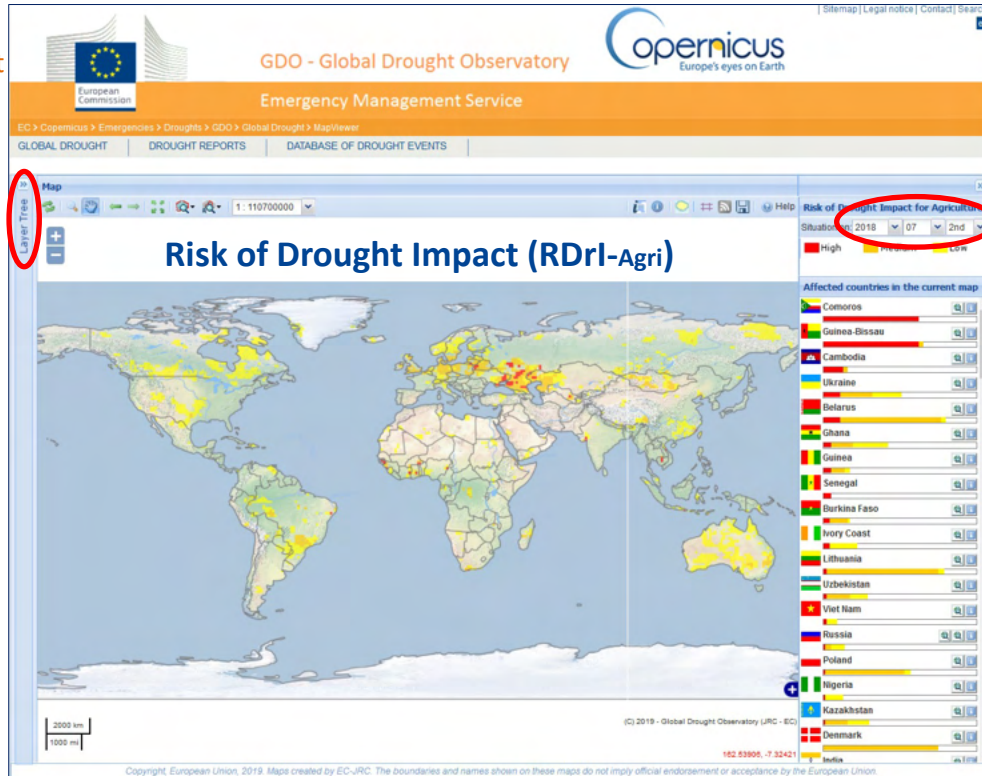 | Sitemap| Legal notice | Contact| Searc
GDO - Global Drought Observatory
opernicus
Europe's eyes on Earth
European
Commission
Emergency Management Service
EC > Copernicus > Emergencies > Droughts > GDO > Global Drought > MapViewer
GLOBAL DROUGHT | DROUGHT REPORTS | DATABASE OF DROUGHT EVENTS |
Layer Tree
Map
1 : 110700000
Help
Risk of Drought Impact for Agriculture
Situation on: 2018 07 2nd
High Medium Low
Risk of Drought Impact (RDrI-Agri)
Affected countries in the current map
Comoros
Guinea-Bissau
Cambodia
Ukraine
Belarus
Ghana
Guinea
Senegal
Burkina Faso
Ivory Coast
Lithuania
Uzbekistan
Viet Nam
Russia
Poland
Nigeria
Kazakhstan
Denmark
India
2000 km
1000 mi
(C) 2019 - Global Drought Observatory (JRC - EC)
162.53906, -7.32421
Copyright, European Union, 2019. Maps created by EC-JRC. The boundaries and names shown on these maps do not imply official endorsement or acceptance by the European Union.